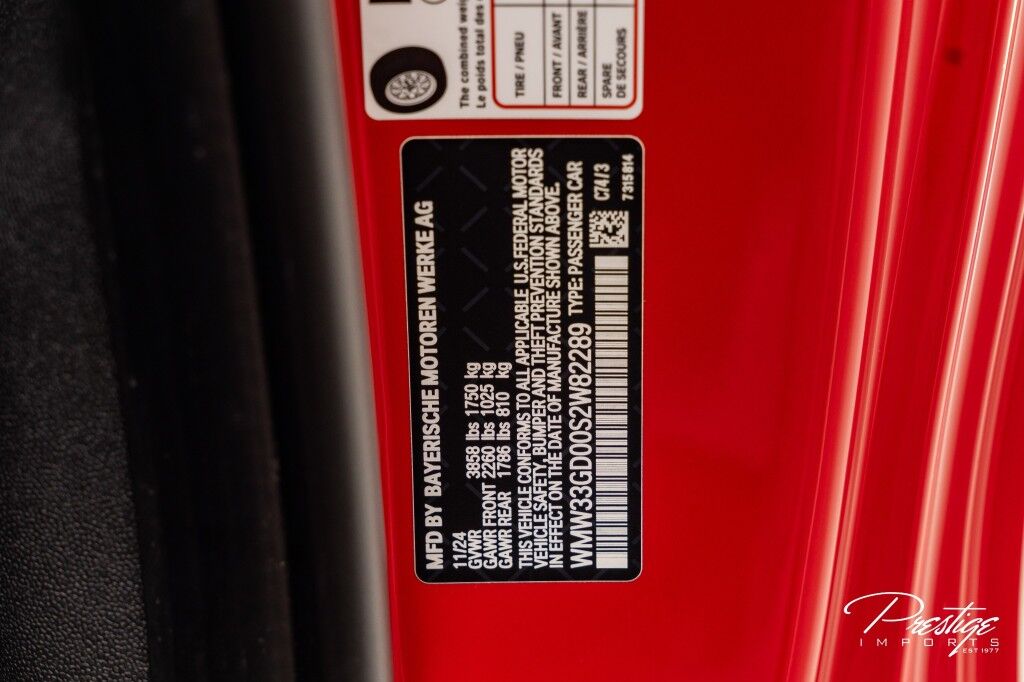 The combined weig
Le poids total des
TIRE / PNEU
FRONT / AVANT
REAR / ARRIÈRE
SPARE
DE SECOURS
MFD BY BAYERISCHE MOTOREN WERKE AG
11/24
GVWR 3858 lbs 1750 kg
GAWR FRONT 2260 lbs 1025 kg
GAWR REAR 1786 lbs 810 kg
THIS VEHICLE CONFORMS TO ALL APPLICABLE U.S.FEDERAL MOTOR
VEHICLE SAFETY, BUMPER AND THEFT PREVENTION STANDARDS
IN EFFECT ON THE DATE OF MANUFACTURE SHOWN ABOVE.
WMW33GD00S2W82289 TYPE: PASSENGER CAR
C74/3
7315814
Prestige
IMPORTS
EST 1977